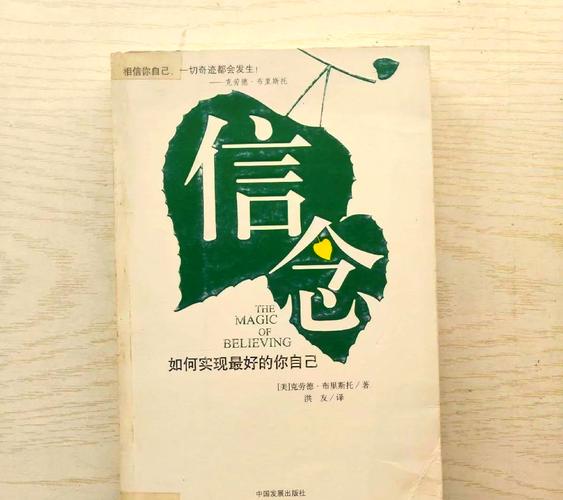 相信你自己，一切奇迹都会发生！
——克劳德·布里斯托
信念
THE
MAGIC
OF
BELIEVING
如何实现最好的你自己
[美]克劳德·布里斯托/著
洪 友/译
中国发展出版社